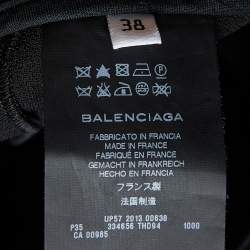 38
BALENCIAGA
FABBRICATO IN FRANCIA
MADE IN FRANCE
FABRIQUÉ EN FRANCE
GEMACHT IN FRANKREICH
HECHO EN FRANCIA
フランス製
法国制造
UP57 2013 00638
P35 334656 THD94 1000
CA 00985